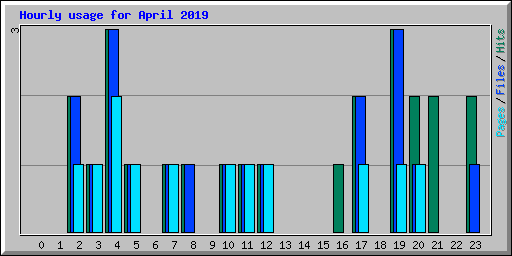 Hourly usage for April 2019
3
Pages/Files/Hits
0 1 2 3 4 5 6 7 8 9 10 11 12 13 14 15 16 17 18 19 20 21 22 23